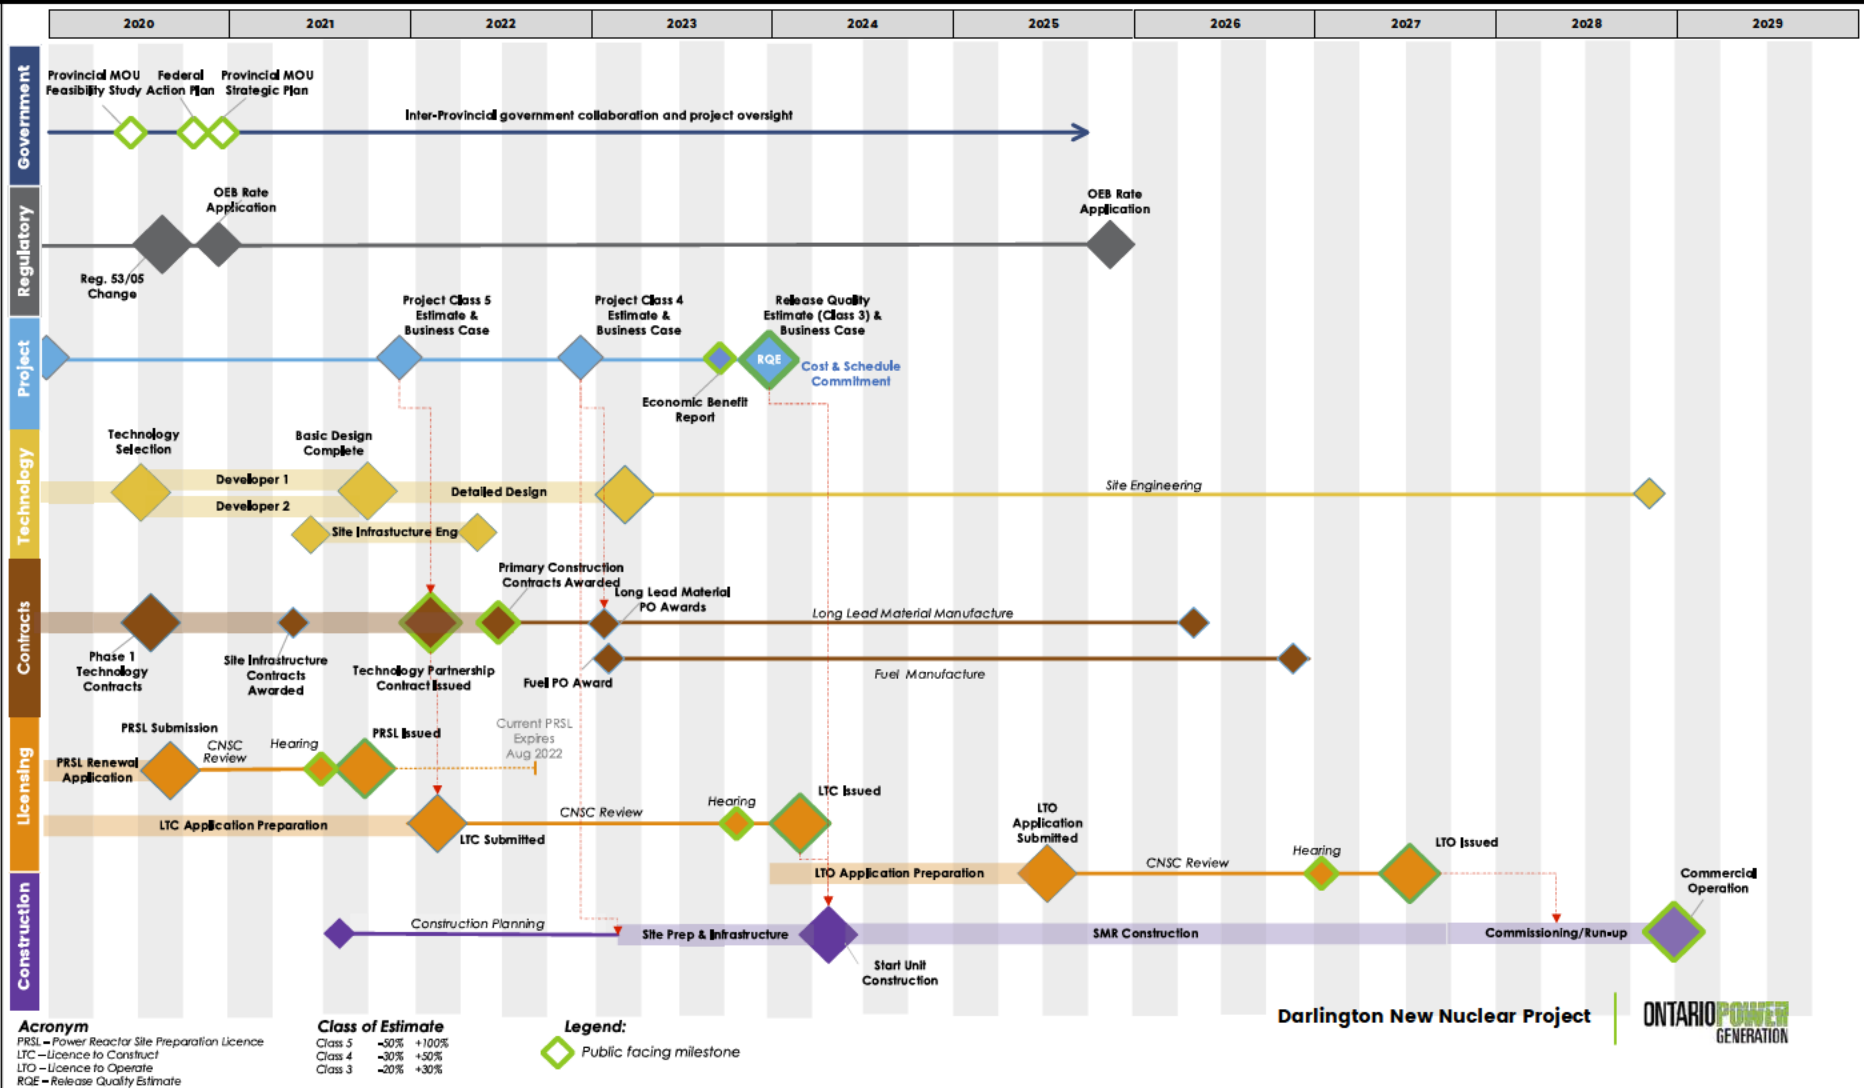 2020 2021 2022 2023 2024 2025 2026 2027 2028 2029
Government
Provincial MOU
Feasibility Study
Federal
Action Plan
Provincial MOU
Strategic Plan
Inter-Provincial government collaboration and project oversight
Regulatory
OEB Rate
Application
Reg. 53/05
Change
OEB Rate
Application
Project
Project Class 5
Estimate &
Business Case
Project Class 4
Estimate &
Business Case
Release Quality
Estimate (Class 3) &
Business Case
RQE
Cost & Schedule
Commitment
Economic Benefit
Report
Technology
Technology
Selection
Basic Design
Complete
Developer 1
Developer 2
Detailed Design
Site Engineering
Site Infrastucture Eng
Contracts
Primary Construction
Contracts Awarded
Long Lead Material
PO Awards
Long Lead Material Manufacture
Phase 1
Technology
Contracts
Site Infrastructure
Contracts
Awarded
Technology Partnership
Contract Issued
Fuel PO Award
Fuel Manufacture
Licensing
PRSL Submission
PRSL Renewal
Application
CNSC
Review
Hearing
PRSL Issued
Current PRSL
Expires
Aug 2022
LTC Application Preparation
LTC Submitted
CNSC Review
Hearing
LTC Issued
LTO
Application
Submitted
LTO Application Preparation
CNSC Review
Hearing
LTO Issued
Construction
Construction Planning
Site Prep & Infrastructure
Start Unit
Construction
SMR Construction
Commissioning/Run-up
Commercial
Operation
Acronym
PRSL – Power Reactor Site Preparation Licence
LTC – Licence to Construct
LTO – Licence to Operate
RQE – Release Quality Estimate
Class of Estimate
Class 5 -50% +100%
Class 4 -30% +50%
Class 3 -20% +30%
Legend:
Public facing milestone
Darlington New Nuclear Project
ONTARIOPOWER
GENERATION